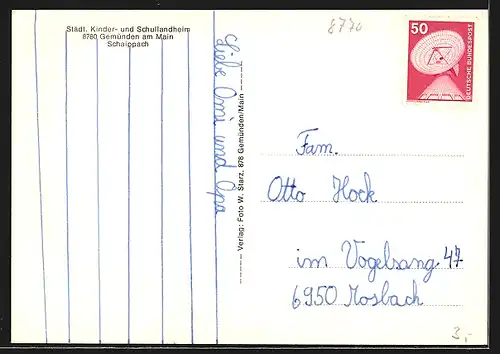 Städt. Kinder- und Schullandheim
8780 Gemünden am Main
Schaippach
Liebe Omi und Opa
Verlag: Foto W. Starz, 878 Gemünden/Main
8770
50
DEUTSCHE BUNDESPOST
Fam.
Otto Hock
im Vogelsang 47
6950 Mosbach
3,-